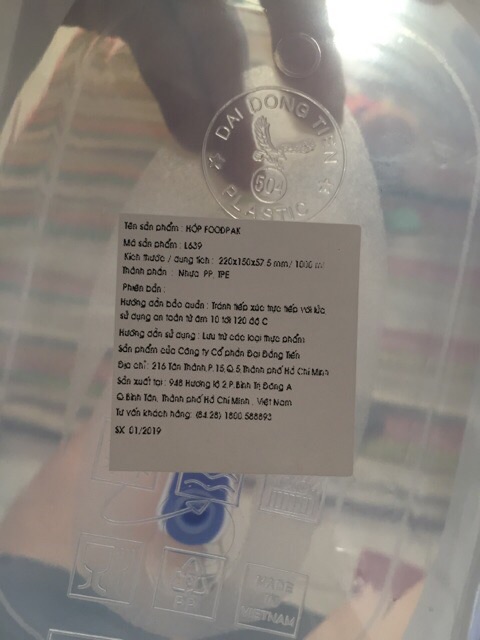 DAI DONG TIEN
50+
PLASTIC
Tên sản phẩm : HỘP FOODPAK
Mã sản phẩm : L639
Kích thước / dung tích : 220x150x57.5 mm/ 1000 ml
Thành phần : Nhựa PP, TPE
Phiên bản :
Hướng dẫn bảo quản : Tránh tiếp xúc trực tiếp với lửa
sử dụng an toàn từ âm 10 tới 120 độ C
Hướng dẫn sử dụng : Lưu trữ các loại thực phẩm
Sản phẩm của Công ty Cổ phần Đại Đồng Tiến
Địa chỉ : 216 Tân Thành P.15,Q.5,Thành phố Hồ Chí Minh
Sản xuất tại : 948 Hương lộ 2,P.Bình Trị Đông A
Q.Bình Tân, Thành phố Hồ Chí Minh , Việt Nam
Tư vấn khách hàng: (84.28) 1800 588893
SX 01/2019
PP
MADE
IN
VIETNAM